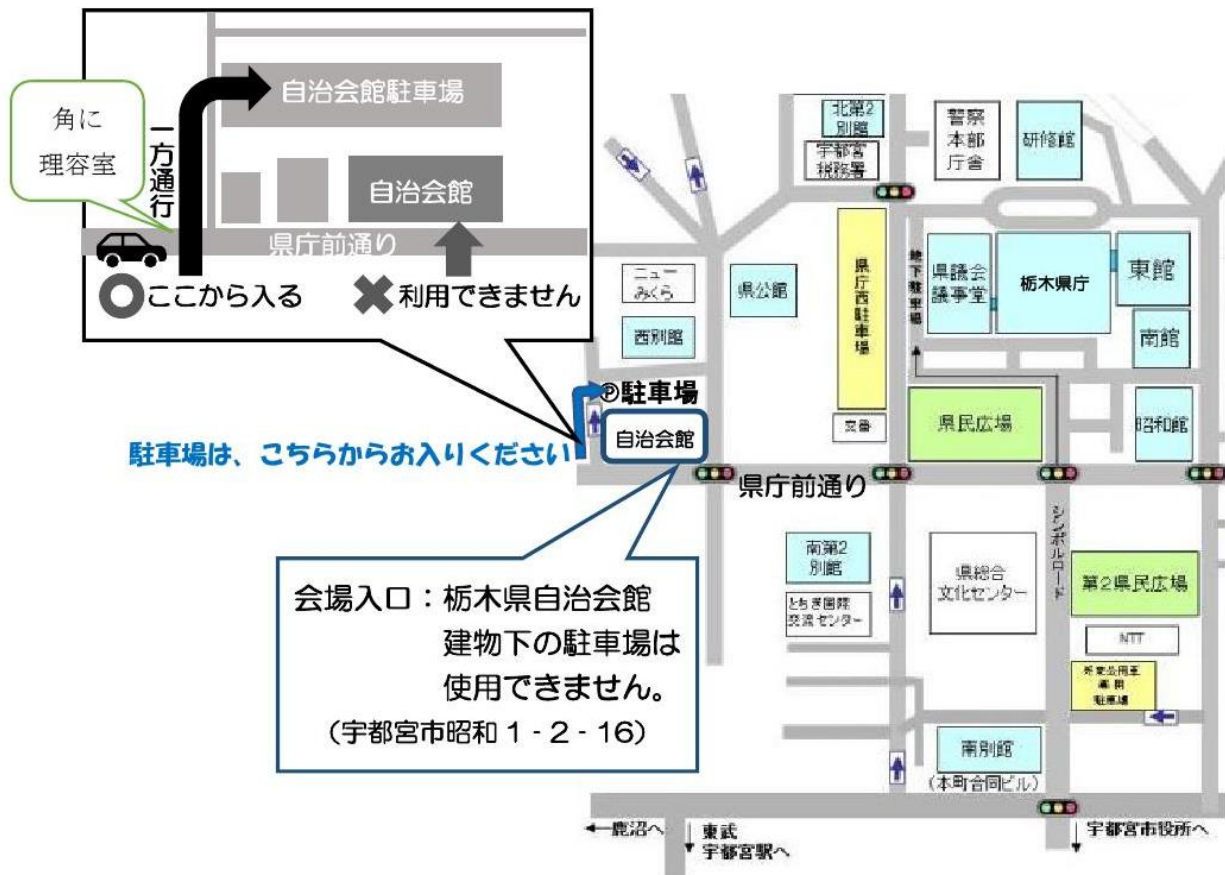 自治会館駐車場
角に
理容室
一方通行
自治会館
県庁前通り
ここから入る
利用できません
北第2
別館
宇都宮
税務署
警察
本部
庁舎
研修館
ニュー
みくら
県公館
西別館
県庁西駐車場
地下駐車場
県議会
議事堂
栃木県庁
東館
南館
Ⓟ駐車場
自治会館
駐車場は、こちらからお入りください
交番
県民広場
昭和館
県庁前通り
シンボルロード
会場入口：栃木県自治会館
建物下の駐車場は
使用できません。
（宇都宮市昭和１-２-16）
南第2
別館
とちぎ国際
交流センター
県総合
文化センター
第2県民広場
NTT
駐車場
南別館
（本町合同ビル）
←鹿沼へ
東武
宇都宮駅へ
宇都宮市役所へ